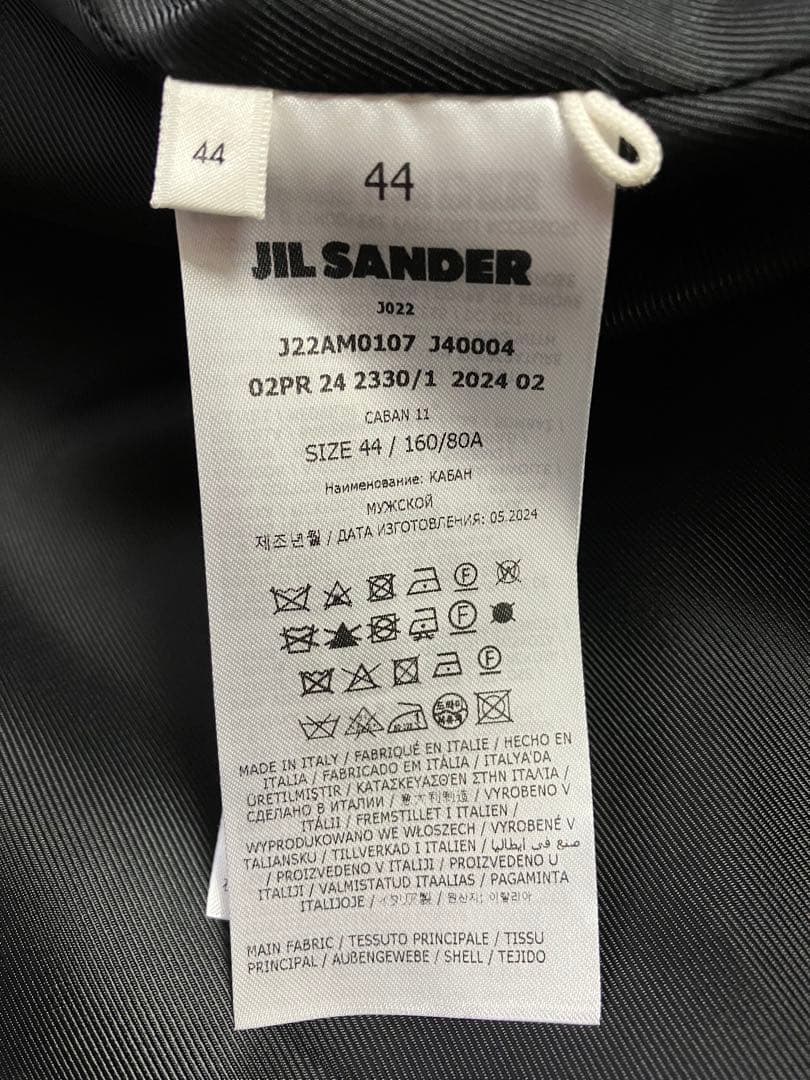 44
44
JIL SANDER
J022
J22AM0107 J40004
02PR 24 2330/1 2024 02
CABAN 11
SIZE 44 / 160/80A
Наименование: КАБАН
МУЖСКОЙ
제조년월 / ДАТА ИЗГОТОВЛЕНИЯ: 05.2024
F W
F
F
드라이
MADE IN ITALY / FABRIQUÉ EN ITALIE / HECHO EN
ITALIA / FABRICADO EM ITÁLIA / ITALYA'DA
ÜRETILMIŞTIR / ΚΑΤΑΣΚΕΥΑΣΘΕΝ ΣΤΗΝ ΙΤΑΛΙΑ /
СДЕЛАНО В ИТАЛИИ / 意大利制造 / VYROBENO V
ITÁLII / FREMSTILLET I ITALIEN /
WYPRODUKOWANO WE WŁOSZECH / VYROBENÉ V
TALIANSKU / TILLVERKAD I ITALIEN / صنع في ايطاليا
/ PROIZVEDENO V ITALIJI / PROIZVEDENO U
ITALIJI / VALMISTATUD ITAALIAS / PAGAMINTA
ITALIJOJE / イタリア製 / 원산지: 이탈리아
MAIN FABRIC / TESSUTO PRINCIPALE / TISSU
PRINCIPAL / AUßENGEWEBE / SHELL / TEJIDO